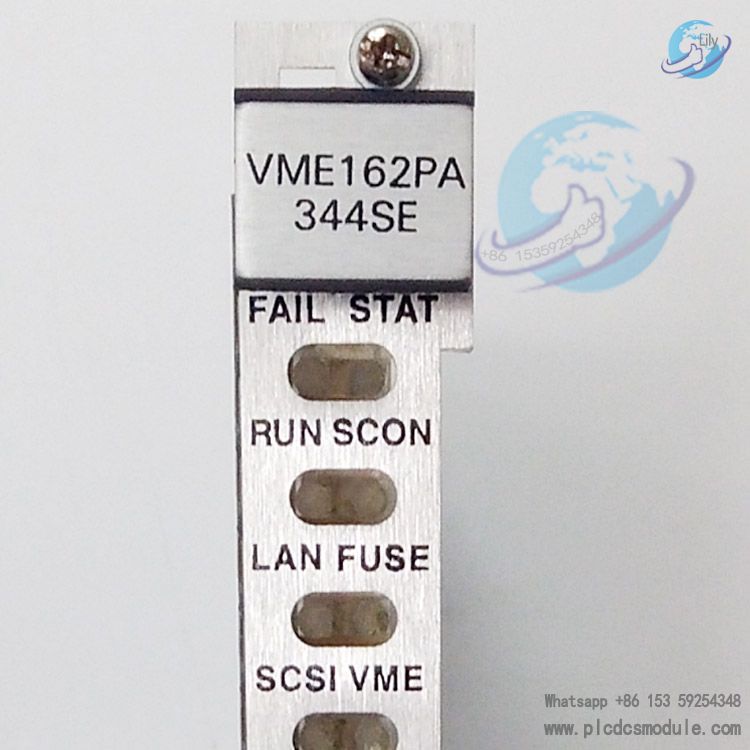 Lily
VME162PA
344SE
+86 15359254348
FAIL STAT
RUN SCON
LAN FUSE
SCSI VME
Whatsapp +86 153 59254348
www.plcdcsmodule.com